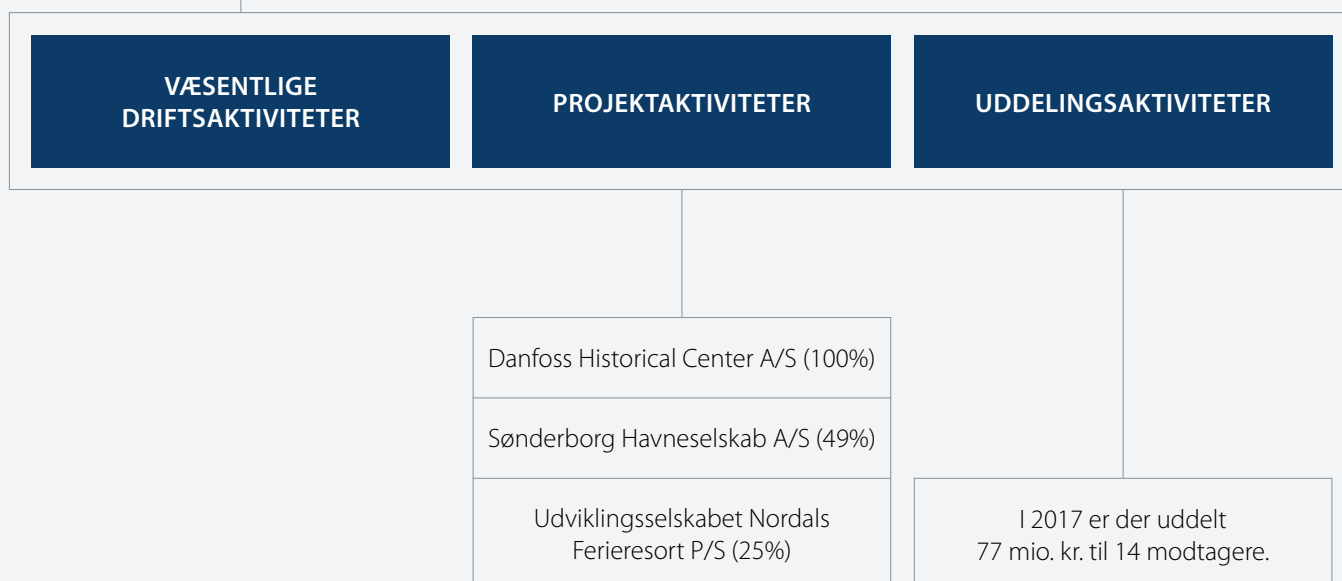 VÆSENTLIGE
DRIFTSAKTIVITETER
PROJEKTAKTIVITETER
UDDELINGSAKTIVITETER
Danfoss Historical Center A/S (100%)
Sønderborg Havneselskab A/S (49%)
Udviklingsselskabet Nordals
Ferieresort P/S (25%)
I 2017 er der uddelt
77 mio. kr. til 14 modtagere.